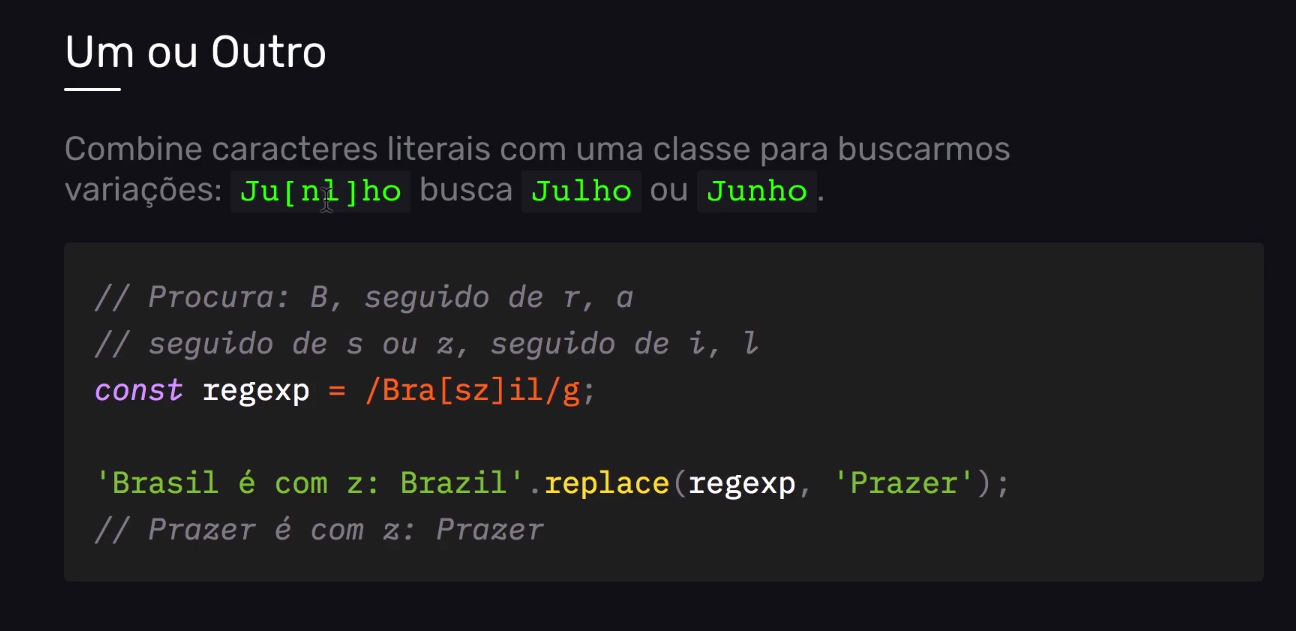 Um ou Outro
Combine caracteres literais com uma classe para buscarmos
variações: Ju[nl]ho busca Julho ou Junho.
// Procura: B, seguido de r, a
// seguido de s ou z, seguido de i, l
const regexp = /Bra[sz]il/g;
'Brasil é com z: Brazil'.replace(regexp, 'Prazer');
// Prazer é com z: Prazer